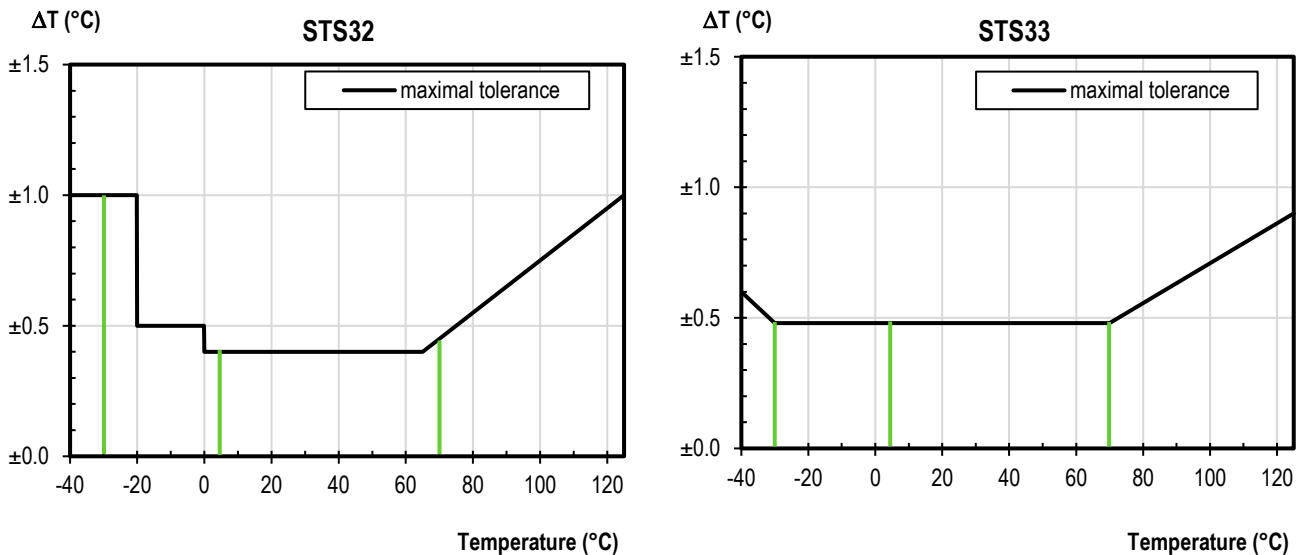 ΔT (°C)
STS32
±1.5
maximal tolerance
±1.0
±0.5
±0.0
-40 -20 0 20 40 60 80 100 120
Temperature (°C)
ΔT (°C)
STS33
±1.5
maximal tolerance
±1.0
±0.5
±0.0
-40 -20 0 20 40 60 80 100 120
Temperature (°C)